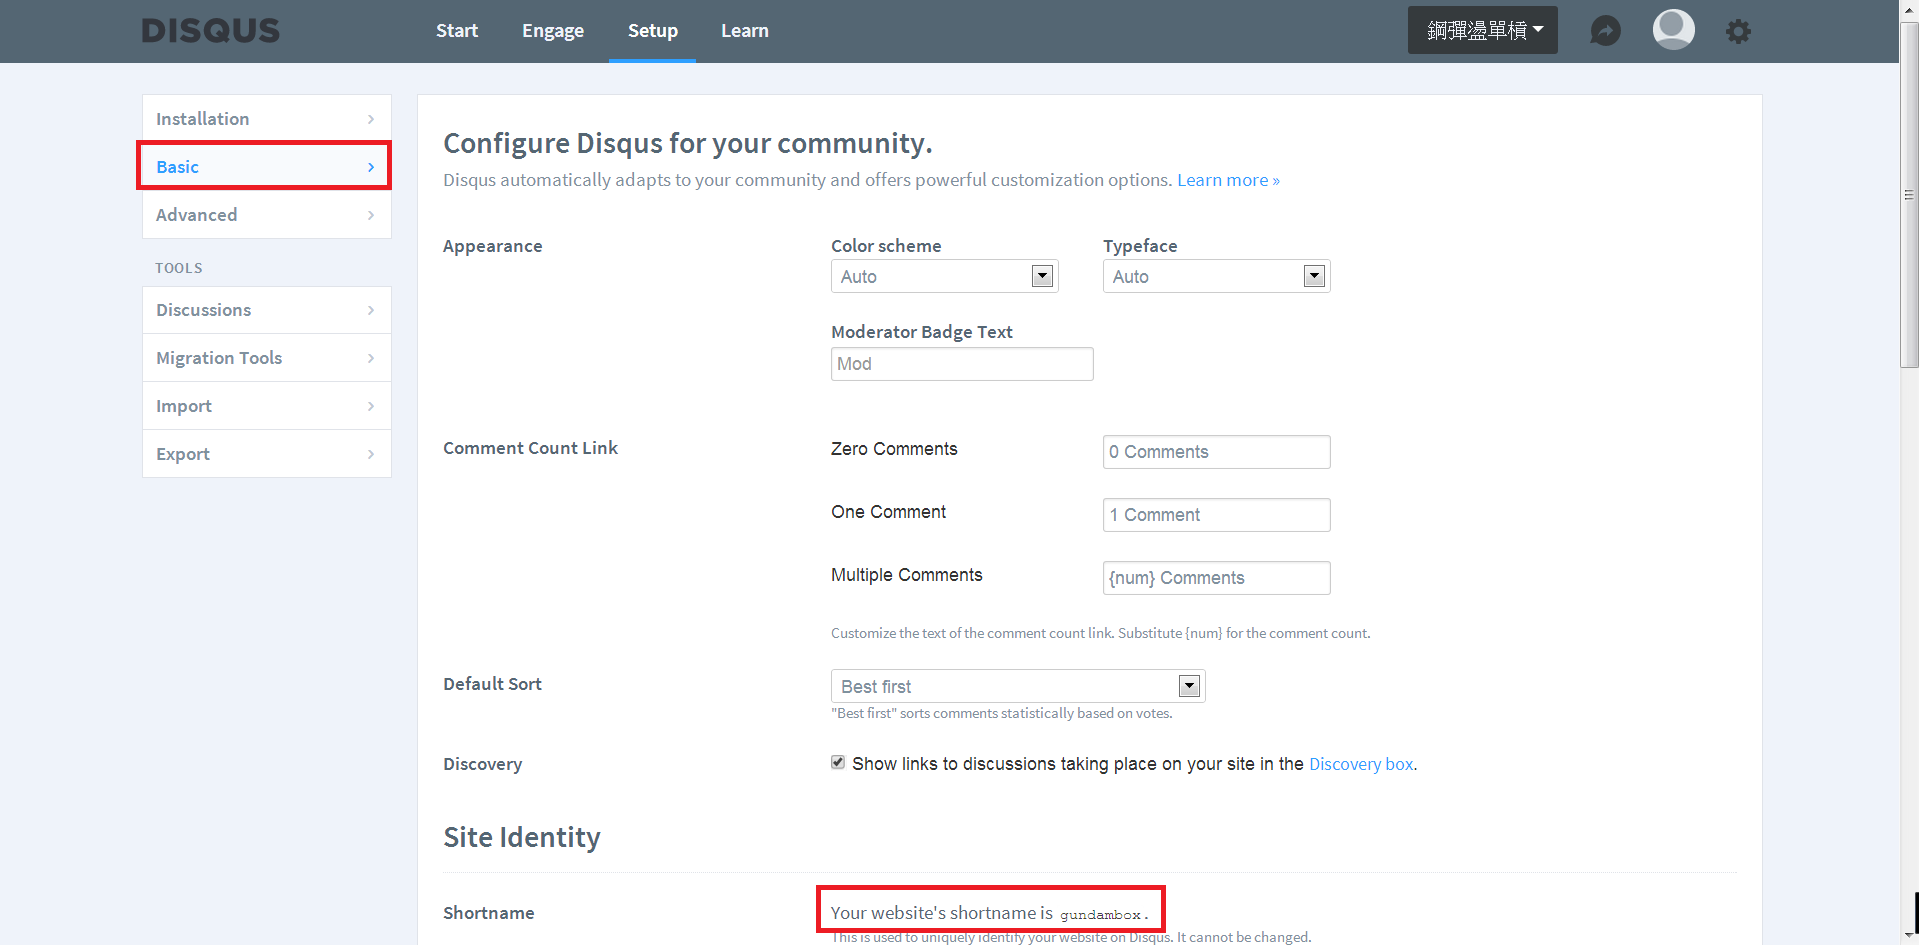 DISQUS
Start Engage Setup Learn
鋼彈盪單槓
Installation
Basic
Advanced
TOOLS
Discussions
Migration Tools
Import
Export
Configure Disqus for your community.
Disqus automatically adapts to your community and offers powerful customization options. Learn more »
Appearance
Color scheme
Auto
Typeface
Auto
Moderator Badge Text
Mod
Comment Count Link
Zero Comments
0 Comments
One Comment
1 Comment
Multiple Comments
{num} Comments
Customize the text of the comment count link. Substitute {num} for the comment count.
Default Sort
Best first
"Best first" sorts comments statistically based on votes.
Discovery
Show links to discussions taking place on your site in the Discovery box.
Site Identity
Shortname
Your website's shortname is gundambox.
This is used to uniquely identify your website on Disqus. It cannot be changed.